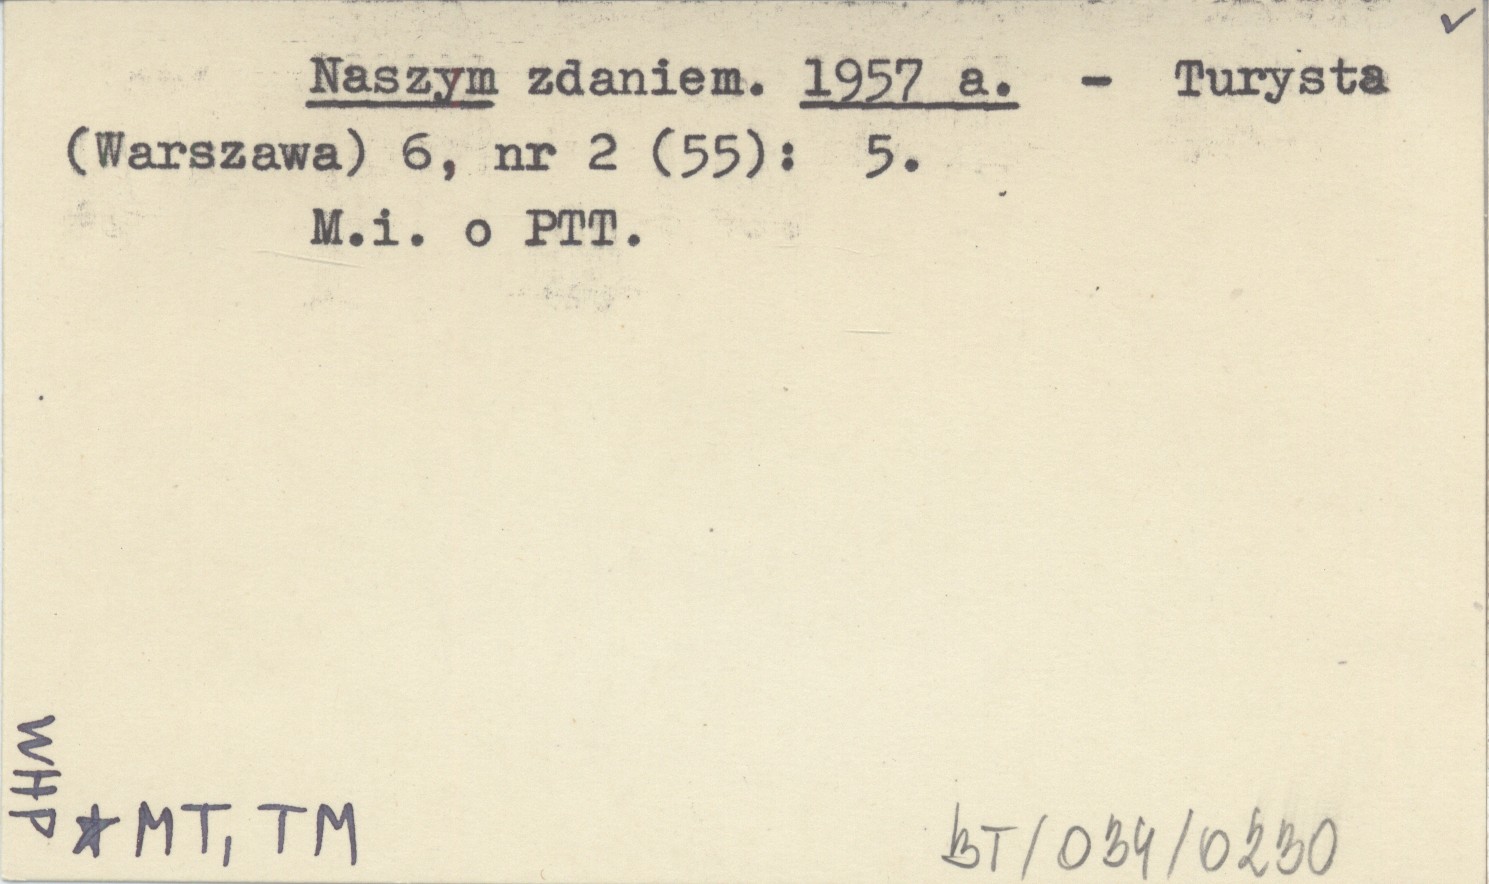 Naszym zdaniem. 1957 a. - Turysta
(Warszawa) 6, nr 2 (55): 5.
M.i. o PTT.
WHP
* MT, TM
BT/034/0230